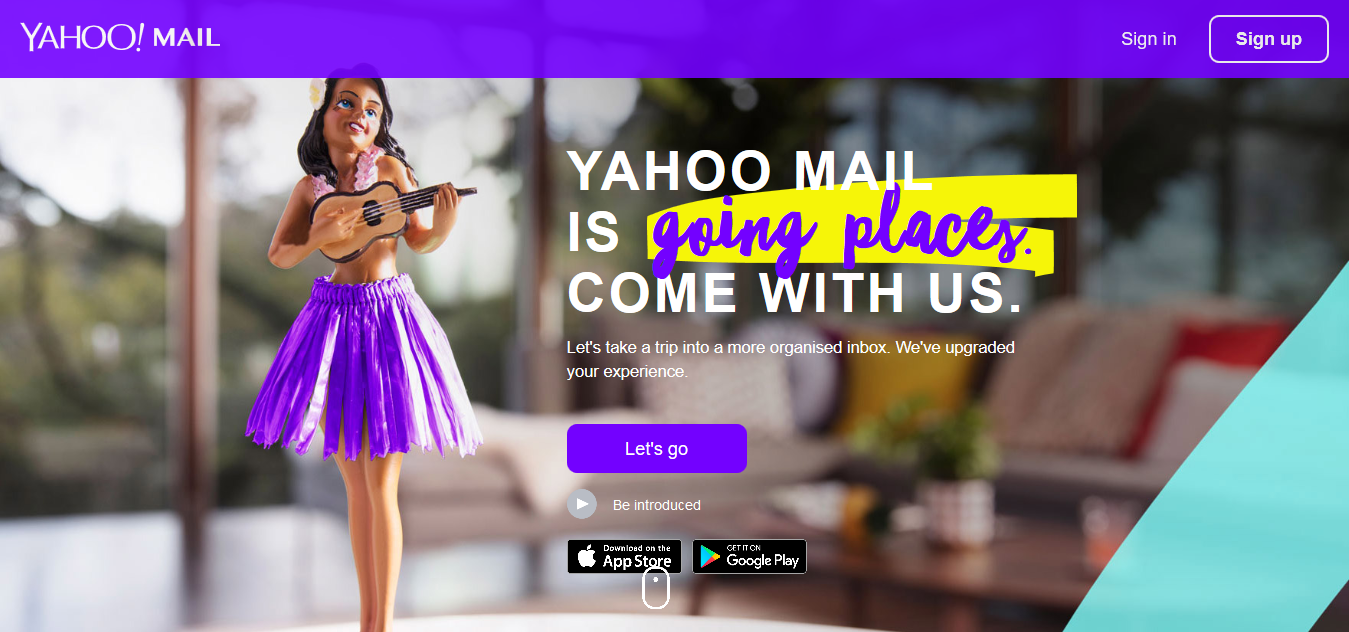 YAHOO! MAIL
Sign in
Sign up
YAHOO MAIL
IS going places.
COME WITH US.
Let's take a trip into a more organised inbox. We've upgraded
your experience.
Let's go
Be introduced
Download on the
App Store
GET IT ON
Google Play